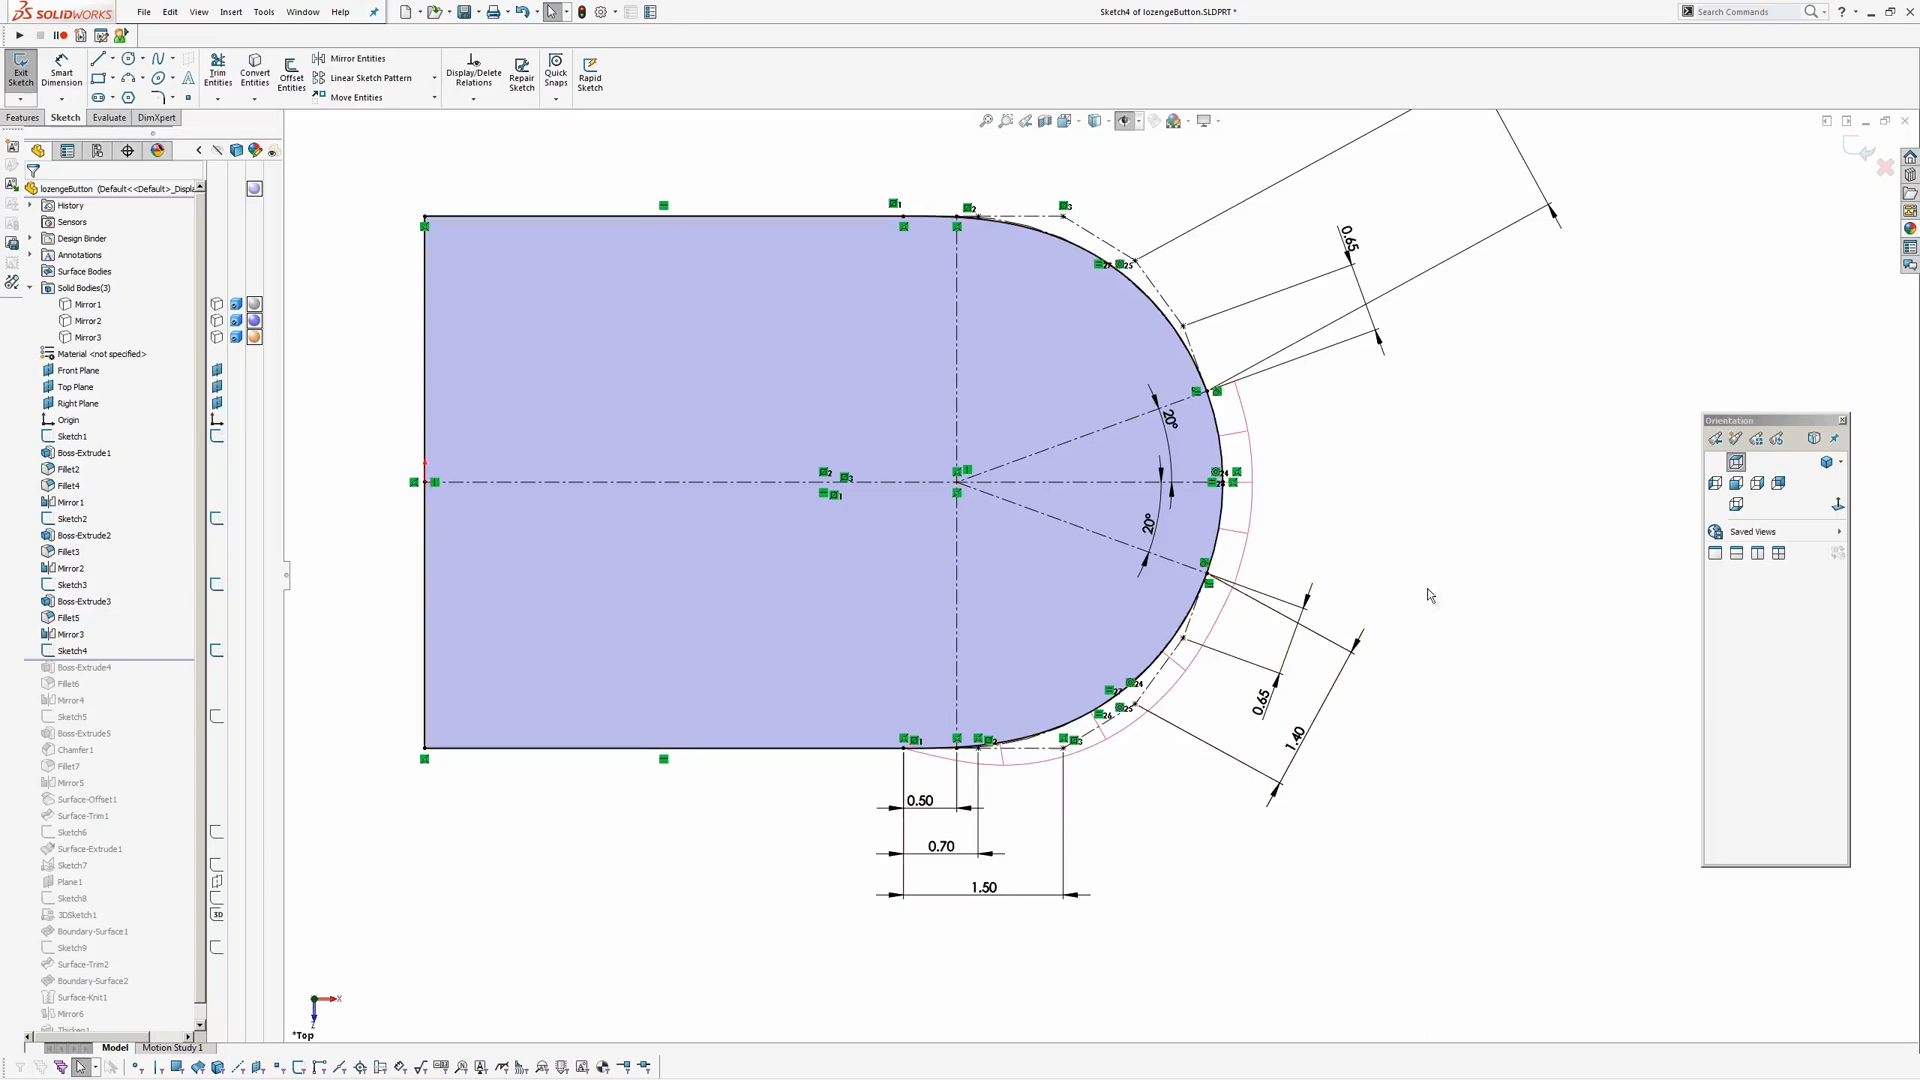 SOLIDWORKS
File Edit View Insert Tools Window Help
Sketch4 of lozengeButton.SLDPRT *
Search Commands
Exit Sketch
Smart Dimension
Trim Entities
Convert Entities
Offset Entities
Mirror Entities
Linear Sketch Pattern
Move Entities
Display/Delete Relations
Repair Sketch
Quick Snaps
Rapid Sketch
Features Sketch Evaluate DimXpert
lozengeButton (Default<<Default>_Displa
History
Sensors
Design Binder
Annotations
Surface Bodies
Solid Bodies(3)
Mirror1
Mirror2
Mirror3
Material <not specified>
Front Plane
Top Plane
Right Plane
Origin
Sketch1
Boss-Extrude1
Fillet2
Fillet4
Mirror1
Sketch2
Boss-Extrude2
Fillet3
Mirror2
Sketch3
Boss-Extrude3
Fillet5
Mirror3
Sketch4
Boss-Extrude4
Fillet6
Mirror4
Sketch5
Boss-Extrude5
Chamfer1
Fillet7
Mirror5
Surface-Offset1
Surface-Trim1
Sketch6
Surface-Extrude1
Sketch7
Plane1
Sketch8
3DSketch1
3D
Boundary-Surface1
Sketch9
Surface-Trim2
Boundary-Surface2
Surface-Knit1
Mirror6
Thicken1
0.65
20°
20°
0.65
1.40
0.50
0.70
1.50
Orientation
Saved Views
X
Z
*Top
Model Motion Study 1